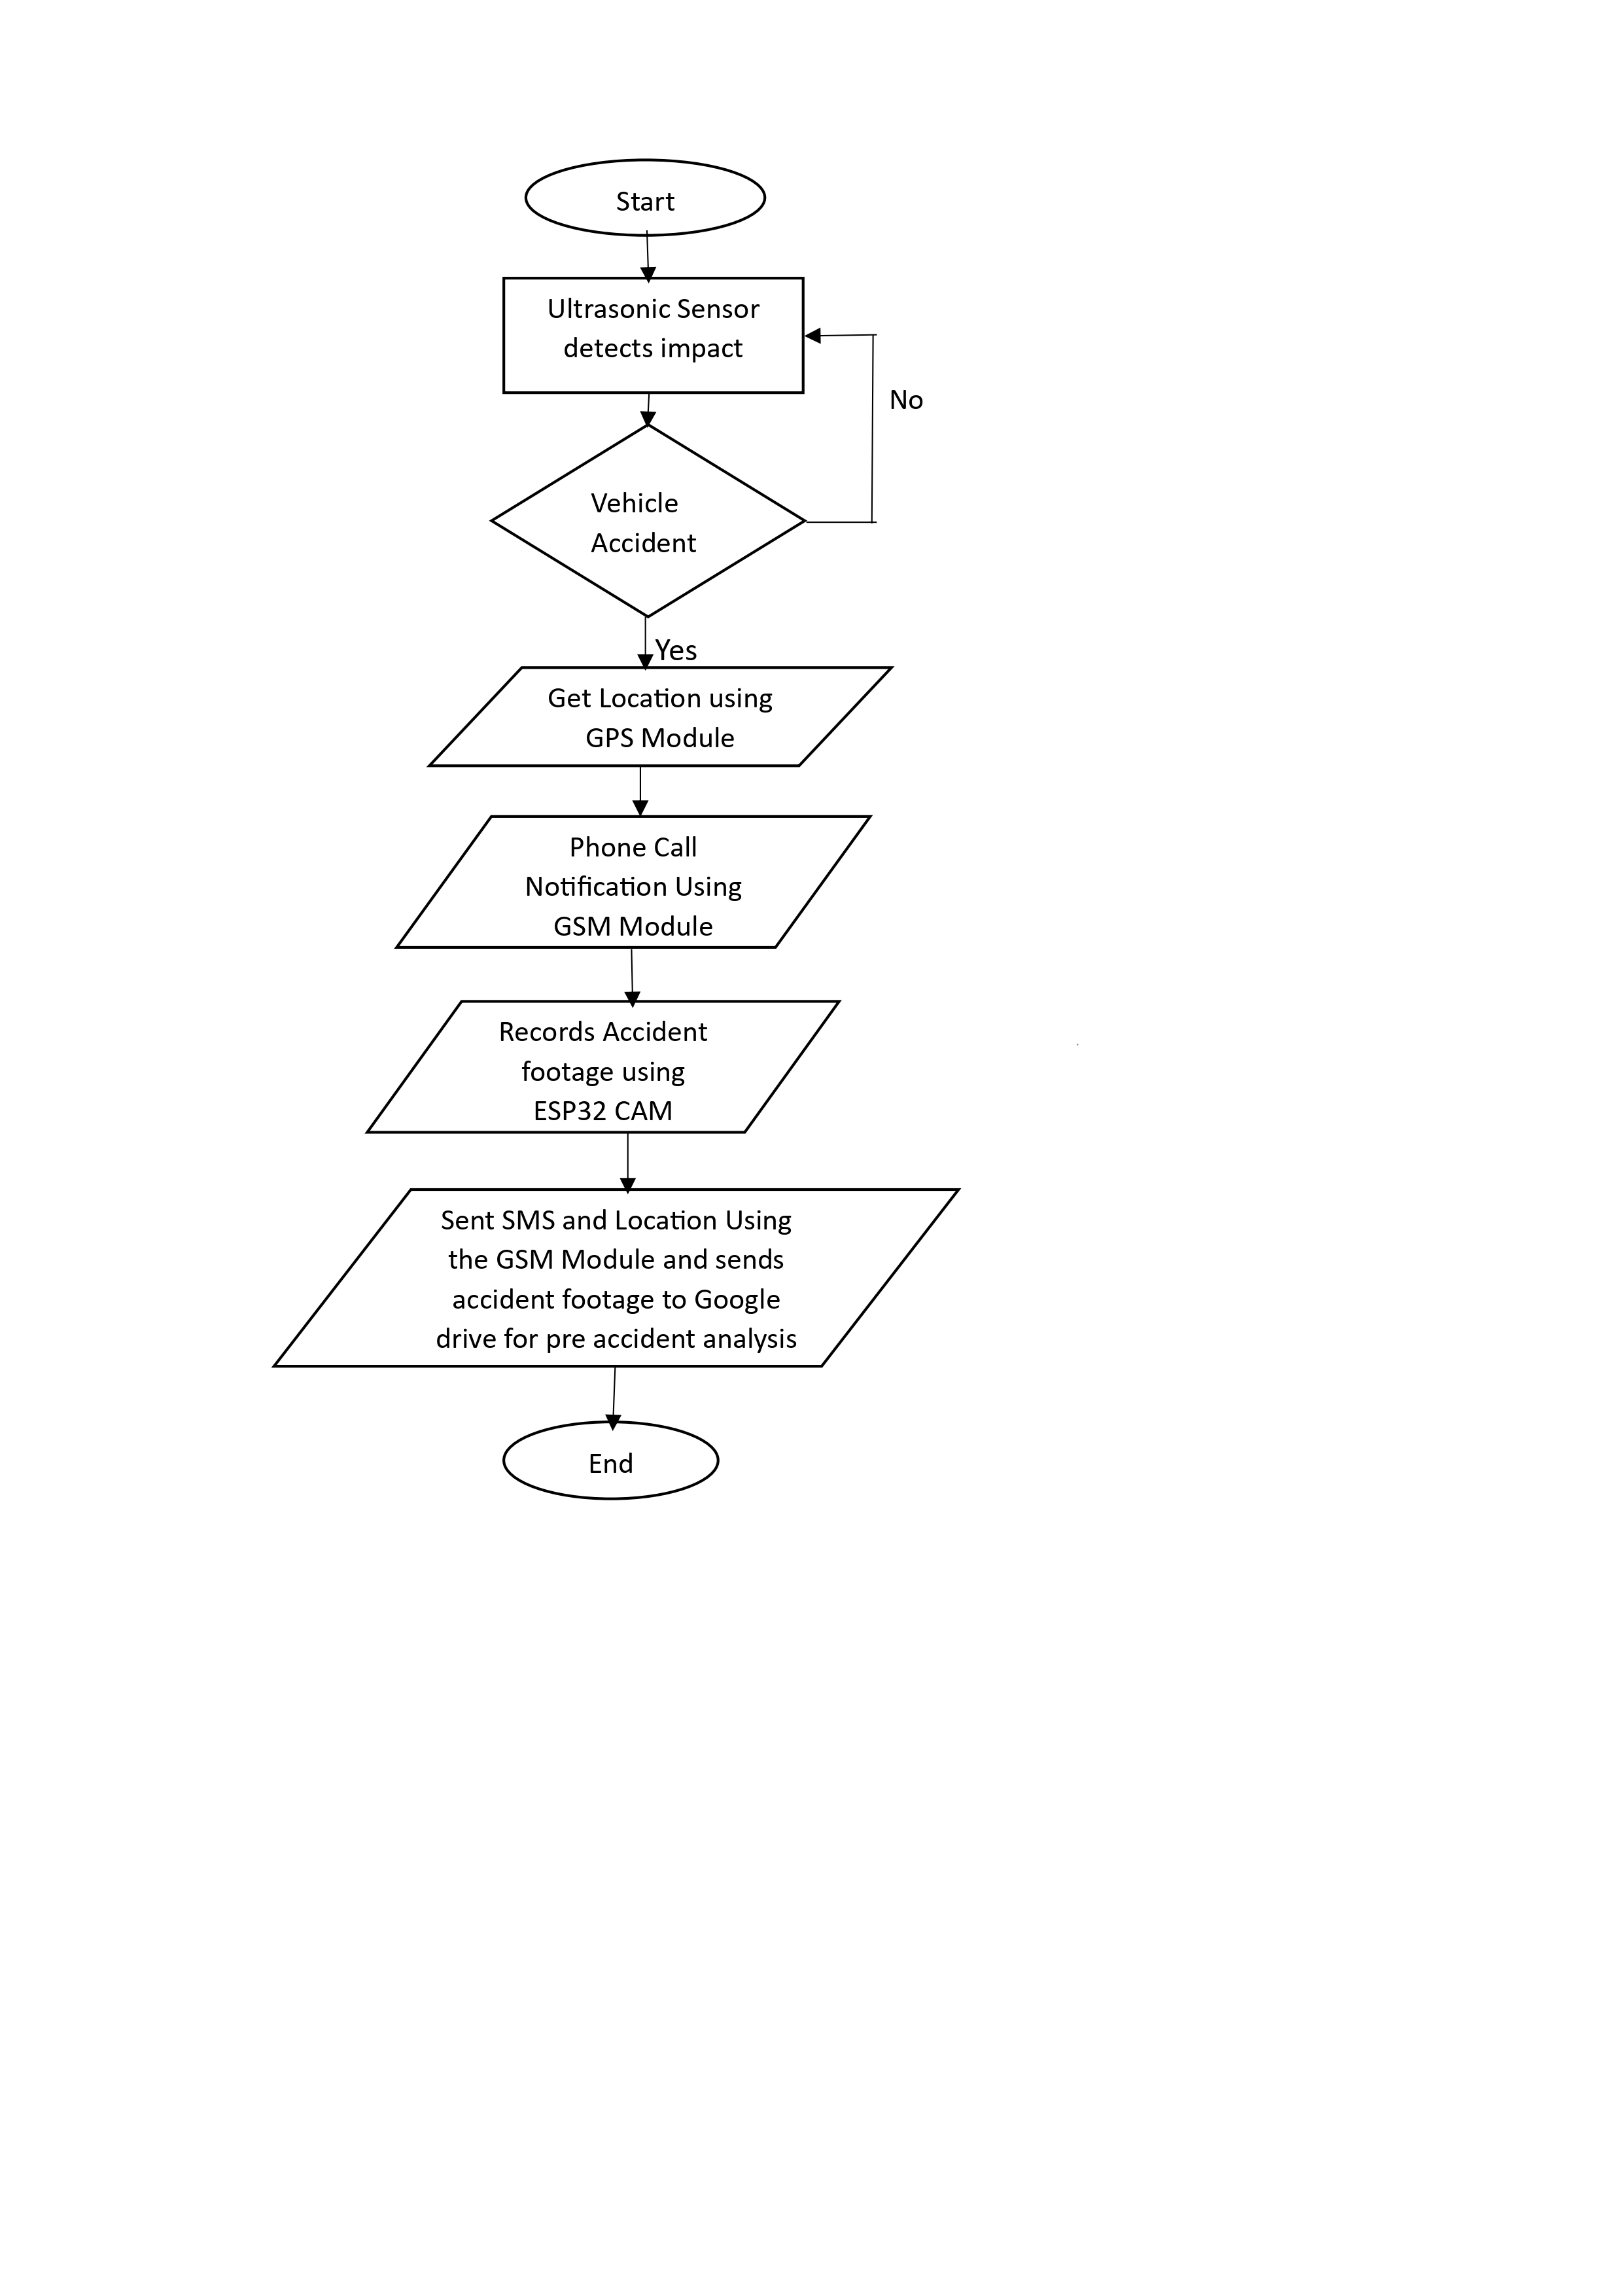 Start
Ultrasonic Sensor
detects impact
No
Vehicle
Accident
Yes
Get Location using
GPS Module
Phone Call
Notification Using
GSM Module
Records Accident
footage using
ESP32 CAM
Sent SMS and Location Using
the GSM Module and sends
accident footage to Google
drive for pre accident analysis
End